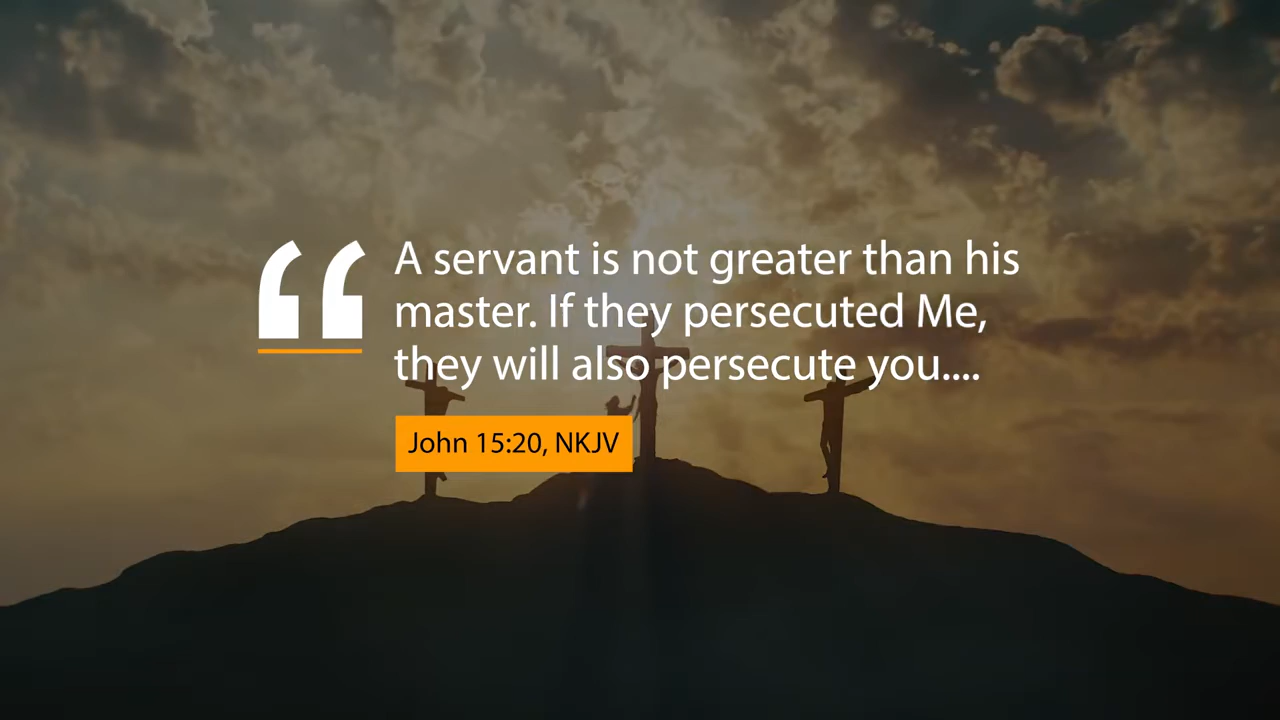 “
A servant is not greater than his
master. If they persecuted Me,
they will also persecute you....
John 15:20, NKJV